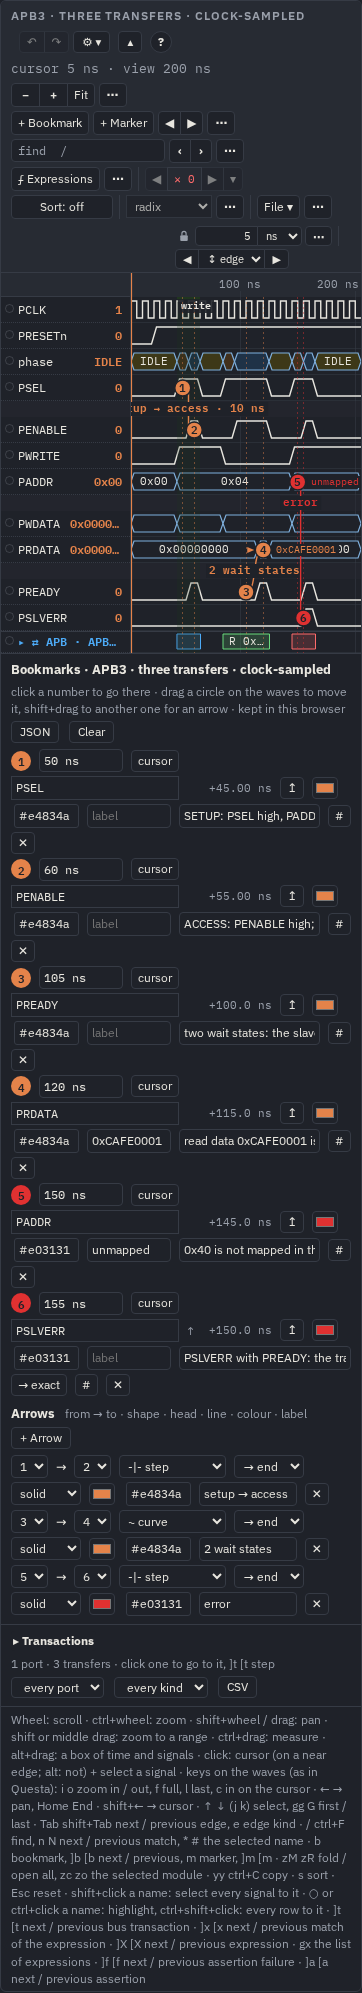 APB3 · THREE TRANSFERS · CLOCK-SAMPLED
↶ ↷ ⚙ ▾ ▴ ?
cursor 5 ns · view 200 ns
− + Fit ···
+ Bookmark + Marker ◀ ▶ ···
find /
‹ › ···
⨍ Expressions ··· ◀ × 0 ▶ ▾
Sort: off radix ··· File ▾ ···
5 ns ···
◀ ↕ edge ▶
100 ns 200 ns
PCLK 1 write
PRESETn 0
phase IDLE IDLE IDLE
PSEL 0 1
up → access · 10 ns
PENABLE 0 2
PWRITE 0
PADDR 0x00 0x00 0x04 5 unmapped
error
PWDATA 0x0000…
PRDATA 0x0000… 0x00000000 4 0xCAFE0001
2 wait states
PREADY 0 3
PSLVERR 0 6
▸ ⇄ APB · APB… R 0x…
Bookmarks · APB3 · three transfers · clock-sampled
click a number to go there · drag a circle on the waves to move
it, shift+drag to another one for an arrow · kept in this browser
JSON Clear
1 50 ns cursor
PSEL +45.00 ns ↥
#e4834a label SETUP: PSEL high, PADD #
✕
2 60 ns cursor
PENABLE +55.00 ns ↥
#e4834a label ACCESS: PENABLE high; #
✕
3 105 ns cursor
PREADY +100.0 ns ↥
#e4834a label two wait states: the slav #
✕
4 120 ns cursor
PRDATA +115.0 ns ↥
#e4834a 0xCAFE0001 read data 0xCAFE0001 is #
✕
5 150 ns cursor
PADDR +145.0 ns ↥
#e03131 unmapped 0x40 is not mapped in th #
✕
6 155 ns cursor
PSLVERR ↑ +150.0 ns ↥
#e03131 label PSLVERR with PREADY: the tra
→ exact # ✕
Arrows from → to · shape · head · line · colour · label
+ Arrow
1 → 2 -|- step → end
solid #e4834a setup → access ✕
3 → 4 ~ curve → end
solid #e4834a 2 wait states ✕
5 → 6 -|- step → end
solid #e03131 error ✕
▸ Transactions
1 port · 3 transfers · click one to go to it, ]t [t step
every port every kind CSV
Wheel: scroll · ctrl+wheel: zoom · shift+wheel / drag: pan ·
shift or middle drag: zoom to a range · ctrl+drag: measure ·
alt+drag: a box of time and signals · click: cursor (on a near
edge; alt: not) + select a signal · keys on the waves (as in
Questa): i o zoom in / out, f full, l last, c in on the cursor · ← →
pan, Home End · shift+← → cursor · ↑ ↓ (j k) select, gg G first /
last · Tab shift+Tab next / previous edge, e edge kind · / ctrl+F
find, n N next / previous match, * # the selected name · b
bookmark, ]b [b next / previous, m marker, ]m [m · zM zR fold /
open all, zc zo the selected module · yy ctrl+C copy · s sort ·
Esc reset · shift+click a name: select every signal to it · ○ or
ctrl+click a name: highlight, ctrl+shift+click: every row to it · ]t
[t next / previous bus transaction · ]x [x next / previous match
of the expression · ]X [X next / previous expression · gx the list
of expressions · ]f [f next / previous assertion failure · ]a [a
next / previous assertion